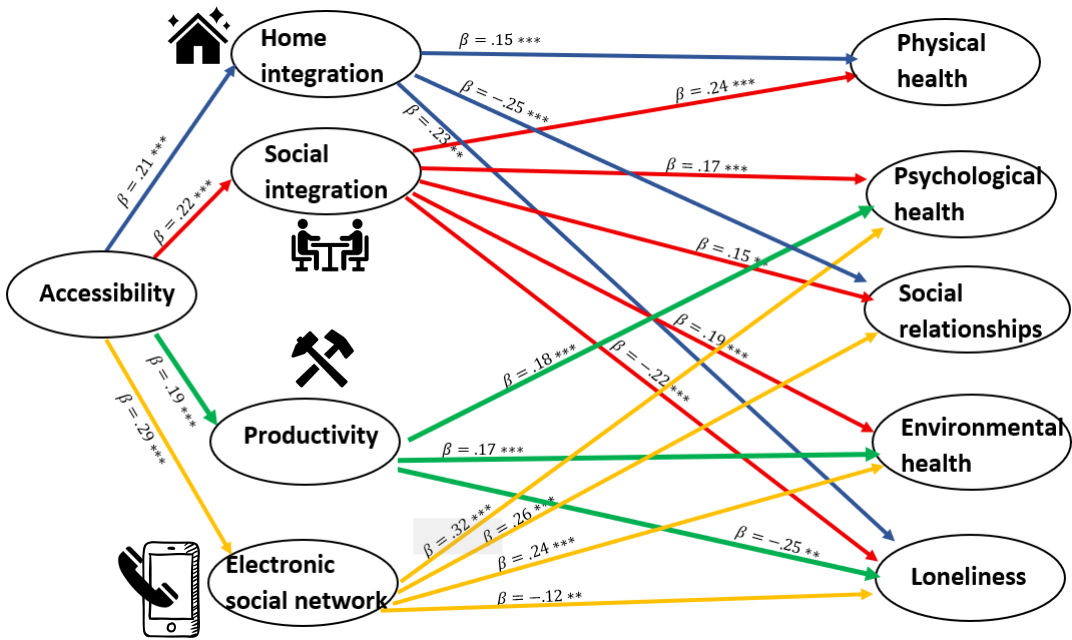 Home
integration
β = .15 ***
Physical
health
β = .24 ***
β = −.25 ***
β = .23 **
β = .21 ***
Social
integration
β = .17 ***
Psychological
health
β = .22 ***
β = .15 **
Accessibility
Social
relationships
β = .19 ***
β = −.22 ***
β = .18 ***
β = .19 ***
β = .29 ***
Productivity
β = .17 ***
Environmental
health
β = .32 ***
β = .26 ***
β = −.25 **
β = .24 ***
Electronic
social network
β = −.12 **
Loneliness